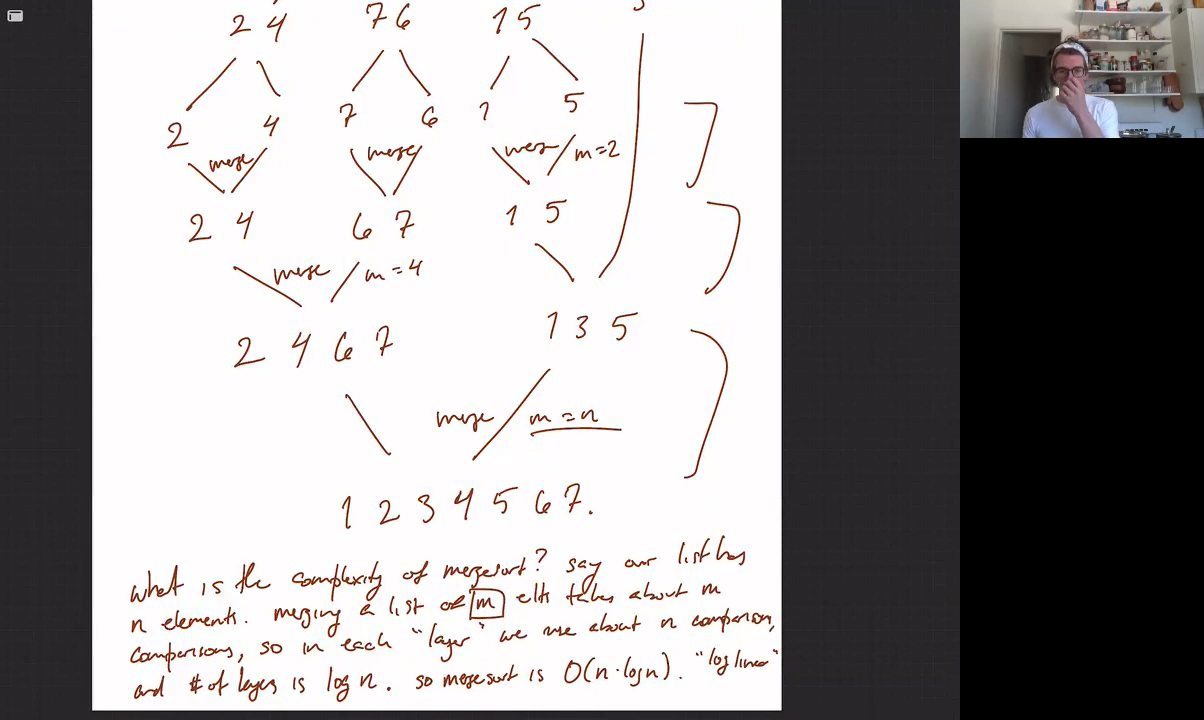 2 4 7 6 1 5
2 4 7 6 1 5
merge merge merge m=2
2 4 6 7 1 5
merge m=4
2 4 6 7 1 3 5
merge m=n
1 2 3 4 5 6 7.
what is the complexity of mergesort? say our list has
n elements. merging a list of m elts takes about m
comparisons, so in each "layer" we use about n comparisons,
and # of layers is log n. so mergesort is O(n·log n). "log linear"